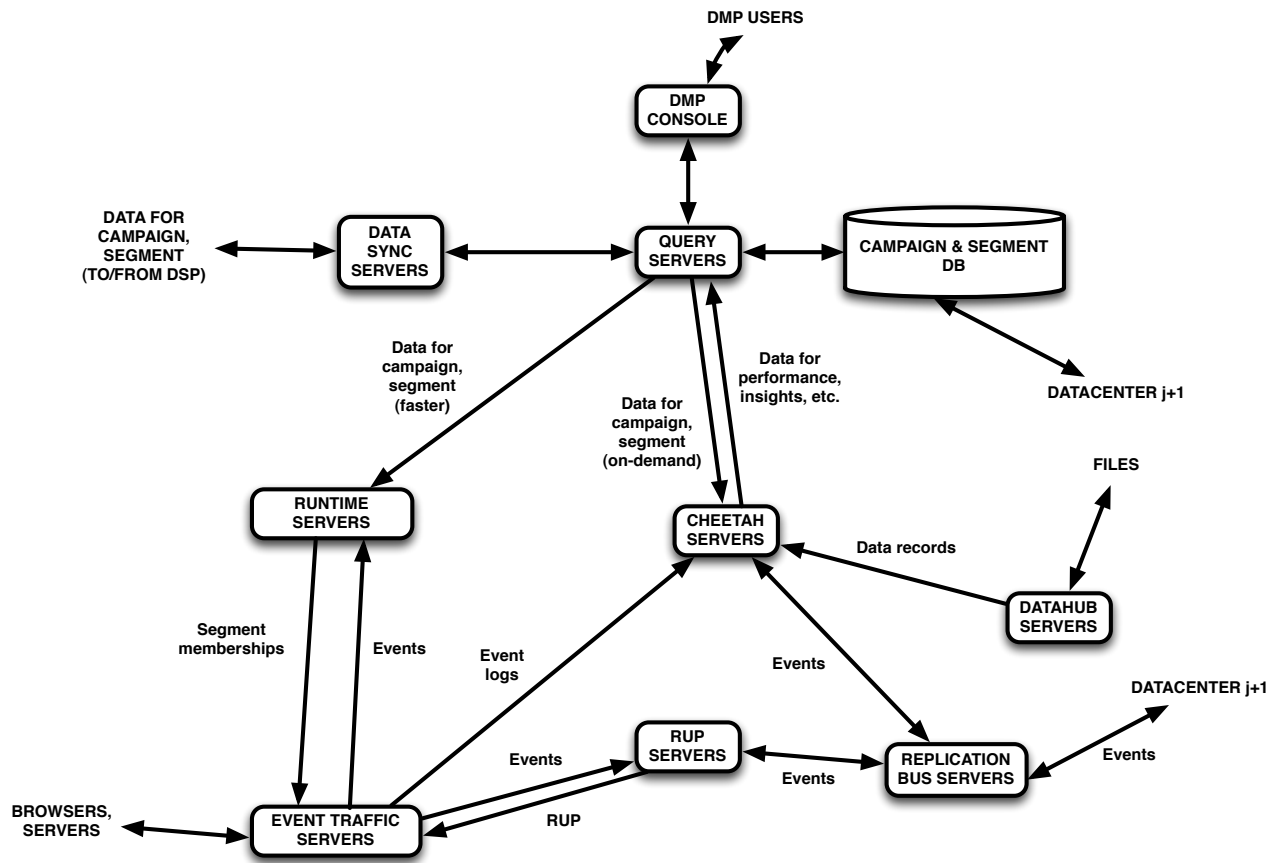 DMP USERS
DMP
CONSOLE
DATA FOR
CAMPAIGN,
SEGMENT
(TO/FROM DSP)
DATA
SYNC
SERVERS
QUERY
SERVERS
CAMPAIGN & SEGMENT
DB
Data for
campaign,
segment
(faster)
Data for
campaign,
segment
(on-demand)
Data for
performance,
insights, etc.
DATACENTER j+1
FILES
RUNTIME
SERVERS
CHEETAH
SERVERS
Data records
DATAHUB
SERVERS
Segment
memberships
Events
Event
logs
Events
DATACENTER j+1
RUP
SERVERS
REPLICATION
BUS SERVERS
Events
Events
Events
BROWSERS,
SERVERS
EVENT TRAFFIC
SERVERS
RUP